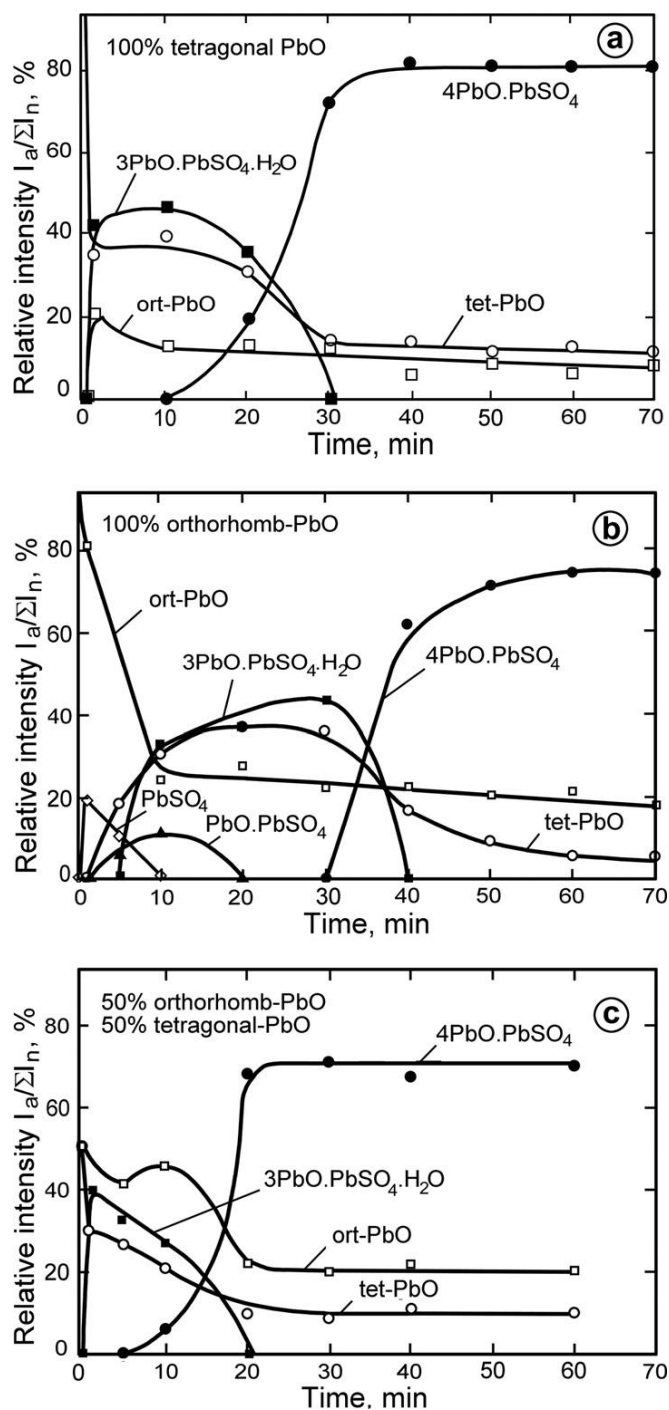 100% tetragonal PbO
a
4PbO.PbSO₄
3PbO.PbSO₄.H₂O
ort-PbO
tet-PbO
Relative intensity Iₐ/ΣIₙ, %
80
60
40
20
0
0 10 20 30 40 50 60 70
Time, min
100% orthorhomb-PbO
b
ort-PbO
3PbO.PbSO₄.H₂O
4PbO.PbSO₄
PbSO₄
PbO.PbSO₄
tet-PbO
Relative intensity Iₐ/ΣIₙ, %
80
60
40
20
0
0 10 20 30 40 50 60 70
Time, min
50% orthorhomb-PbO
50% tetragonal-PbO
c
4PbO.PbSO₄
3PbO.PbSO₄.H₂O
ort-PbO
tet-PbO
Relative intensity Iₐ/ΣIₙ, %
80
60
40
20
0
0 10 20 30 40 50 60 70
Time, min